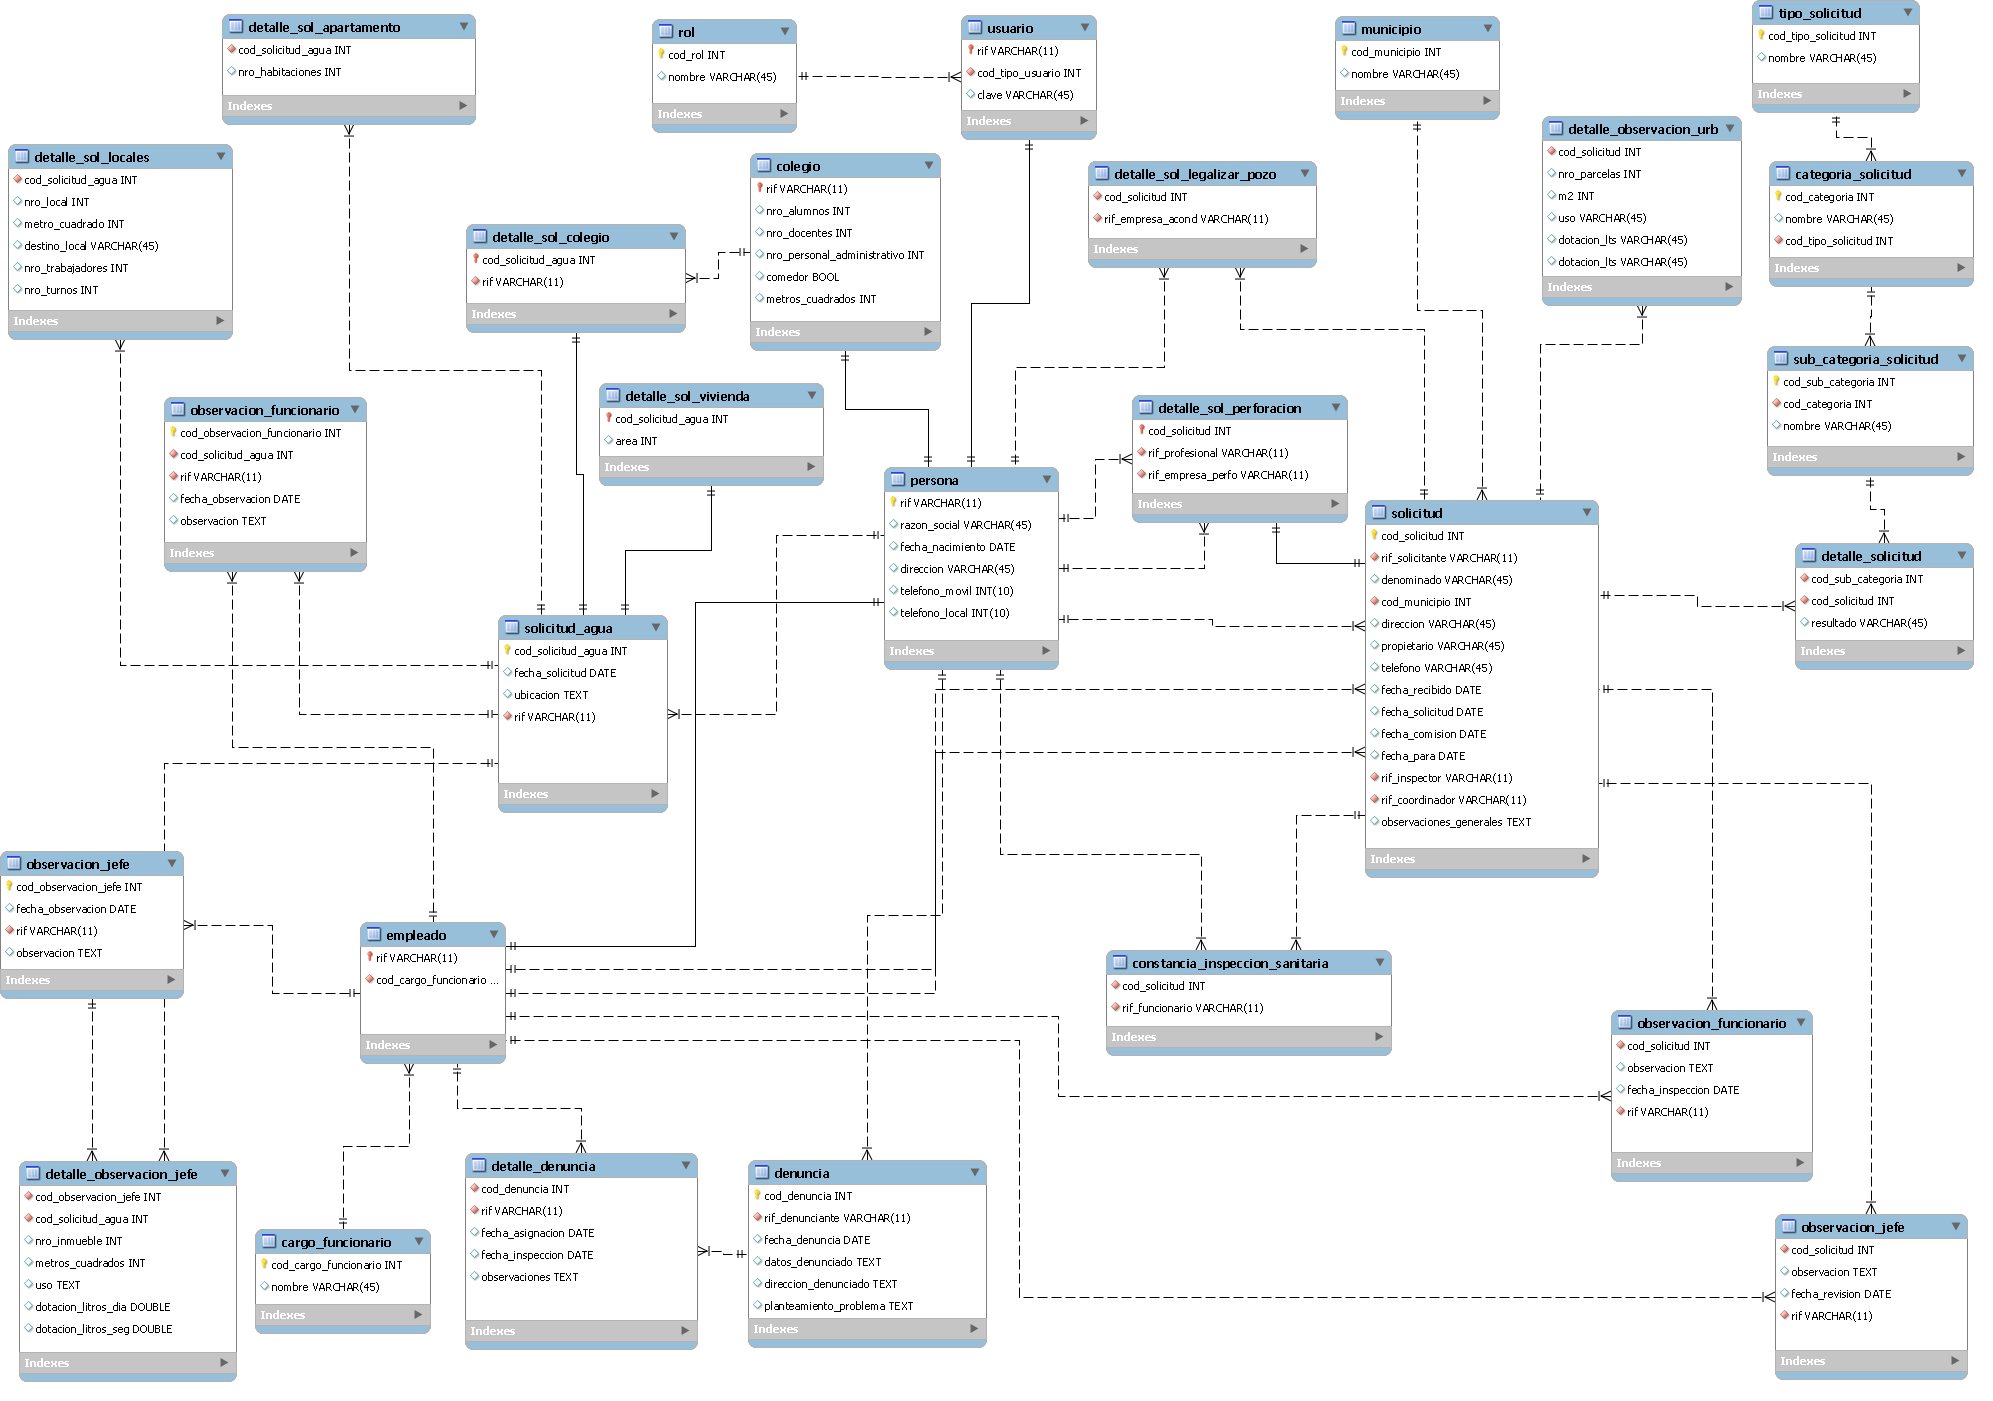 detalle_sol_apartamento
cod_solicitud_agua INT
nro_habitaciones INT
Indexes
rol
cod_rol INT
nombre VARCHAR(45)
Indexes
usuario
rif VARCHAR(11)
cod_tipo_usuario INT
clave VARCHAR(45)
Indexes
municipio
cod_municipio INT
nombre VARCHAR(45)
Indexes
tipo_solicitud
cod_tipo_solicitud INT
nombre VARCHAR(45)
Indexes
detalle_sol_locales
cod_solicitud_agua INT
nro_local INT
metro_cuadrado INT
destino_local VARCHAR(45)
nro_trabajadores INT
nro_turnos INT
Indexes
detalle_sol_colegio
cod_solicitud_agua INT
rif VARCHAR(11)
Indexes
colegio
rif VARCHAR(11)
nro_alumnos INT
nro_docentes INT
nro_personal_administrativo INT
comedor BOOL
metros_cuadrados INT
Indexes
detalle_sol_legalizar_pozo
cod_solicitud INT
rif_empresa_acond VARCHAR(11)
Indexes
detalle_observacion_urb
cod_solicitud INT
nro_parcelas INT
m2 INT
uso VARCHAR(45)
dotacion_lts VARCHAR(45)
dotacion_lts VARCHAR(45)
Indexes
categoria_solicitud
cod_categoria INT
nombre VARCHAR(45)
cod_tipo_solicitud INT
Indexes
observacion_funcionario
cod_observacion_funcionario INT
cod_solicitud_agua INT
rif VARCHAR(11)
fecha_observacion DATE
observacion TEXT
Indexes
detalle_sol_vivienda
cod_solicitud_agua INT
area INT
Indexes
detalle_sol_perforacion
cod_solicitud INT
rif_profesional VARCHAR(11)
rif_empresa_perfo VARCHAR(11)
Indexes
sub_categoria_solicitud
cod_sub_categoria INT
cod_categoria INT
nombre VARCHAR(45)
Indexes
persona
rif VARCHAR(11)
razon_social VARCHAR(45)
fecha_nacimiento DATE
direccion VARCHAR(45)
telefono_movil INT(10)
telefono_local INT(10)
Indexes
solicitud
cod_solicitud INT
rif_solicitante VARCHAR(11)
denominado VARCHAR(45)
cod_municipio INT
direccion VARCHAR(45)
propietario VARCHAR(45)
telefono VARCHAR(45)
fecha_recibido DATE
fecha_solicitud DATE
fecha_comision DATE
fecha_para DATE
rif_inspector VARCHAR(11)
rif_coordinador VARCHAR(11)
observaciones_generales TEXT
Indexes
detalle_solicitud
cod_sub_categoria INT
cod_solicitud INT
resultado VARCHAR(45)
Indexes
solicitud_agua
cod_solicitud_agua INT
fecha_solicitud DATE
ubicacion TEXT
rif VARCHAR(11)
Indexes
observacion_jefe
cod_observacion_jefe INT
fecha_observacion DATE
rif VARCHAR(11)
observacion TEXT
Indexes
empleado
rif VARCHAR(11)
cod_cargo_funcionario ...
Indexes
constancia_inspeccion_sanitaria
cod_solicitud INT
rif_funcionario VARCHAR(11)
Indexes
observacion_funcionario
cod_solicitud INT
observacion TEXT
fecha_inspeccion DATE
rif VARCHAR(11)
Indexes
detalle_observacion_jefe
cod_observacion_jefe INT
cod_solicitud_agua INT
nro_inmueble INT
metros_cuadrados INT
uso TEXT
dotacion_litros_dia DOUBLE
dotacion_litros_seg DOUBLE
Indexes
cargo_funcionario
cod_cargo_funcionario INT
nombre VARCHAR(45)
Indexes
detalle_denuncia
cod_denuncia INT
rif VARCHAR(11)
fecha_asignacion DATE
fecha_inspeccion DATE
observaciones TEXT
Indexes
denuncia
cod_denuncia INT
rif_denunciante VARCHAR(11)
fecha_denuncia DATE
datos_denunciado TEXT
direccion_denunciado TEXT
planteamiento_problema TEXT
Indexes
observacion_jefe
cod_solicitud INT
observacion TEXT
fecha_revision DATE
rif VARCHAR(11)
Indexes